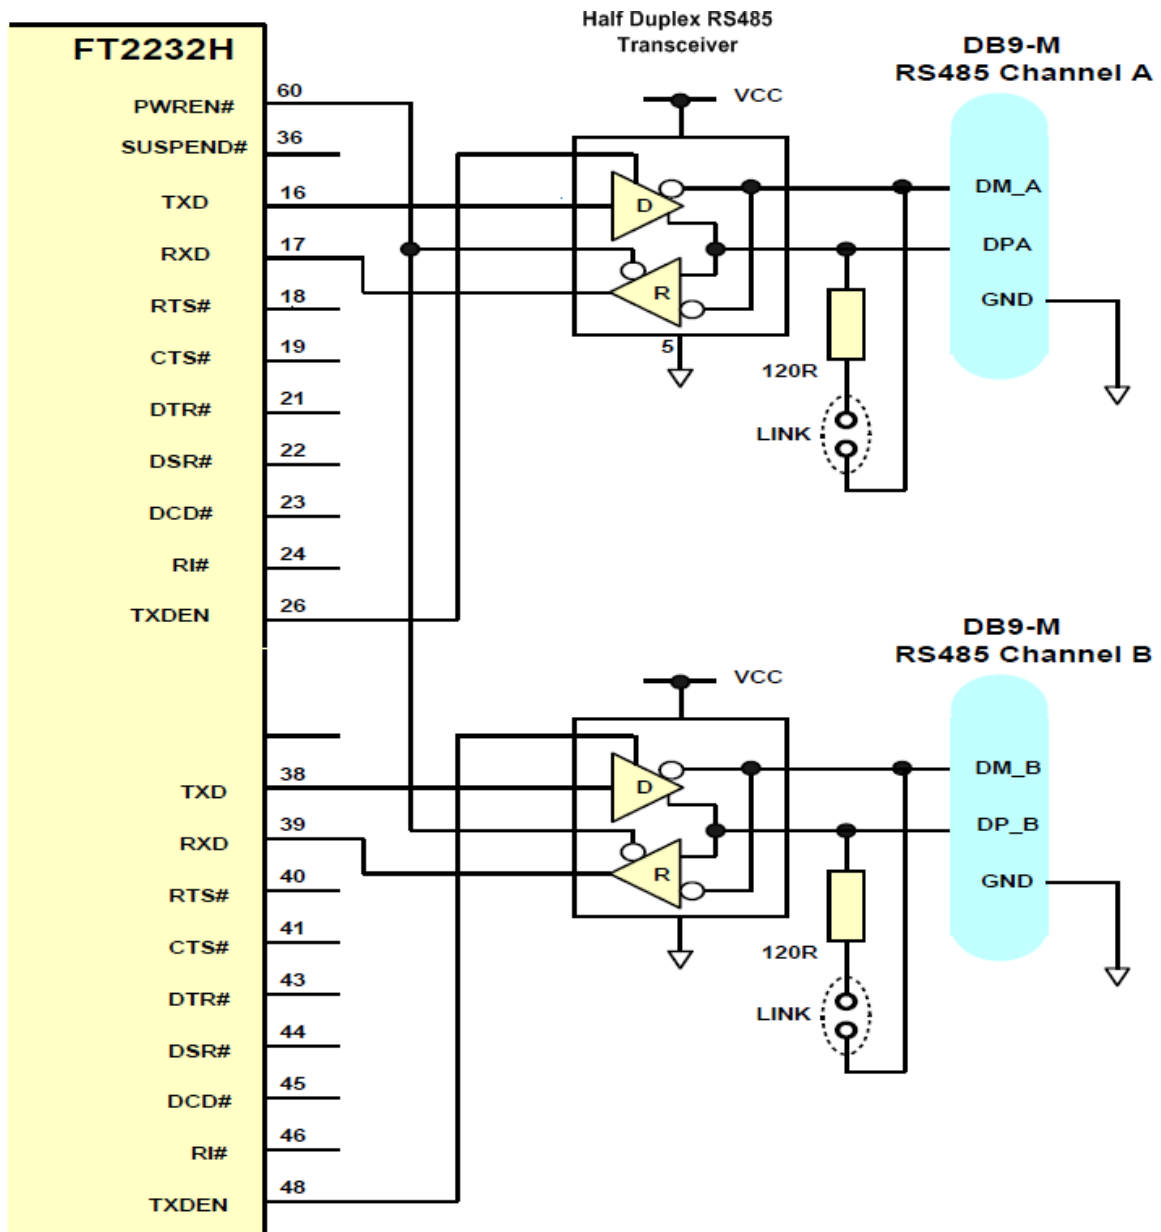 Half Duplex RS485
Transceiver
DB9-M
RS485 Channel A
FT2232H
PWREN#
60
SUSPEND#
36
TXD
16
RXD
17
RTS#
18
CTS#
19
DTR#
21
DSR#
22
DCD#
23
RI#
24
TXDEN
26
VCC
D
R
5
DM_A
DPA
GND
120R
LINK
DB9-M
RS485 Channel B
TXD
38
RXD
39
RTS#
40
CTS#
41
DTR#
43
DSR#
44
DCD#
45
RI#
46
TXDEN
48
VCC
D
R
DM_B
DP_B
GND
120R
LINK